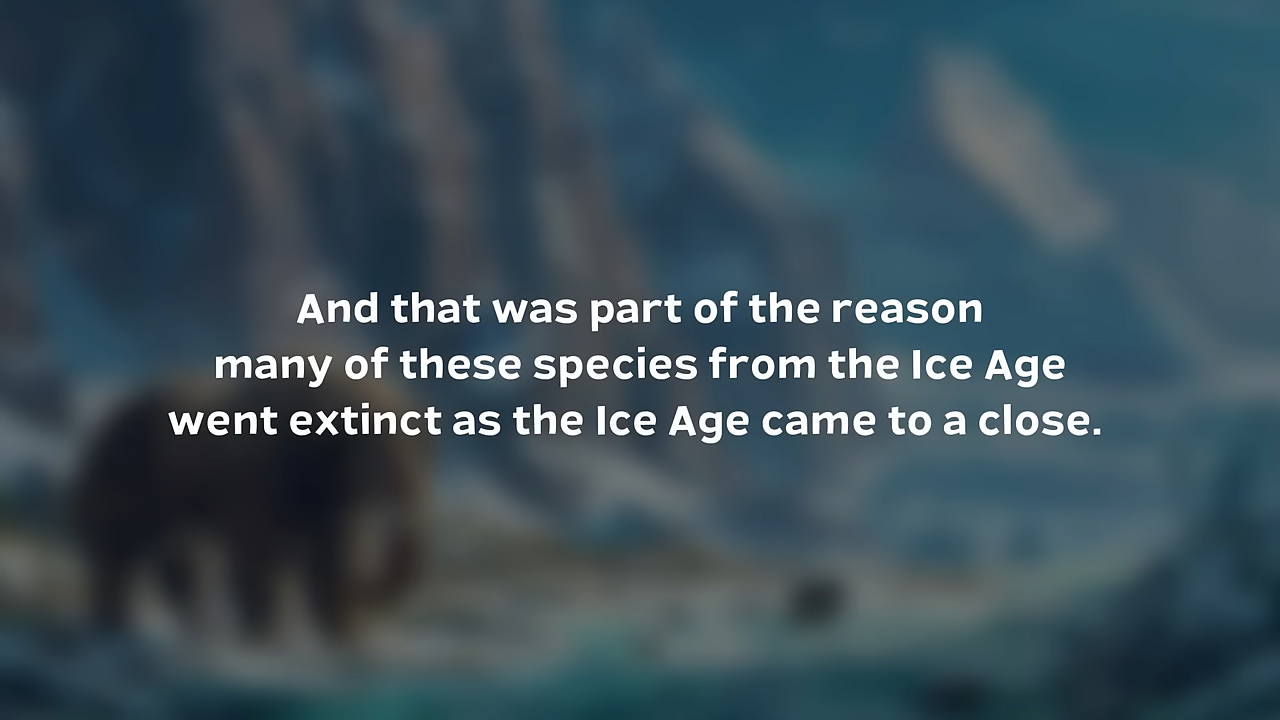 And that was part of the reason
many of these species from the Ice Age
went extinct as the Ice Age came to a close.